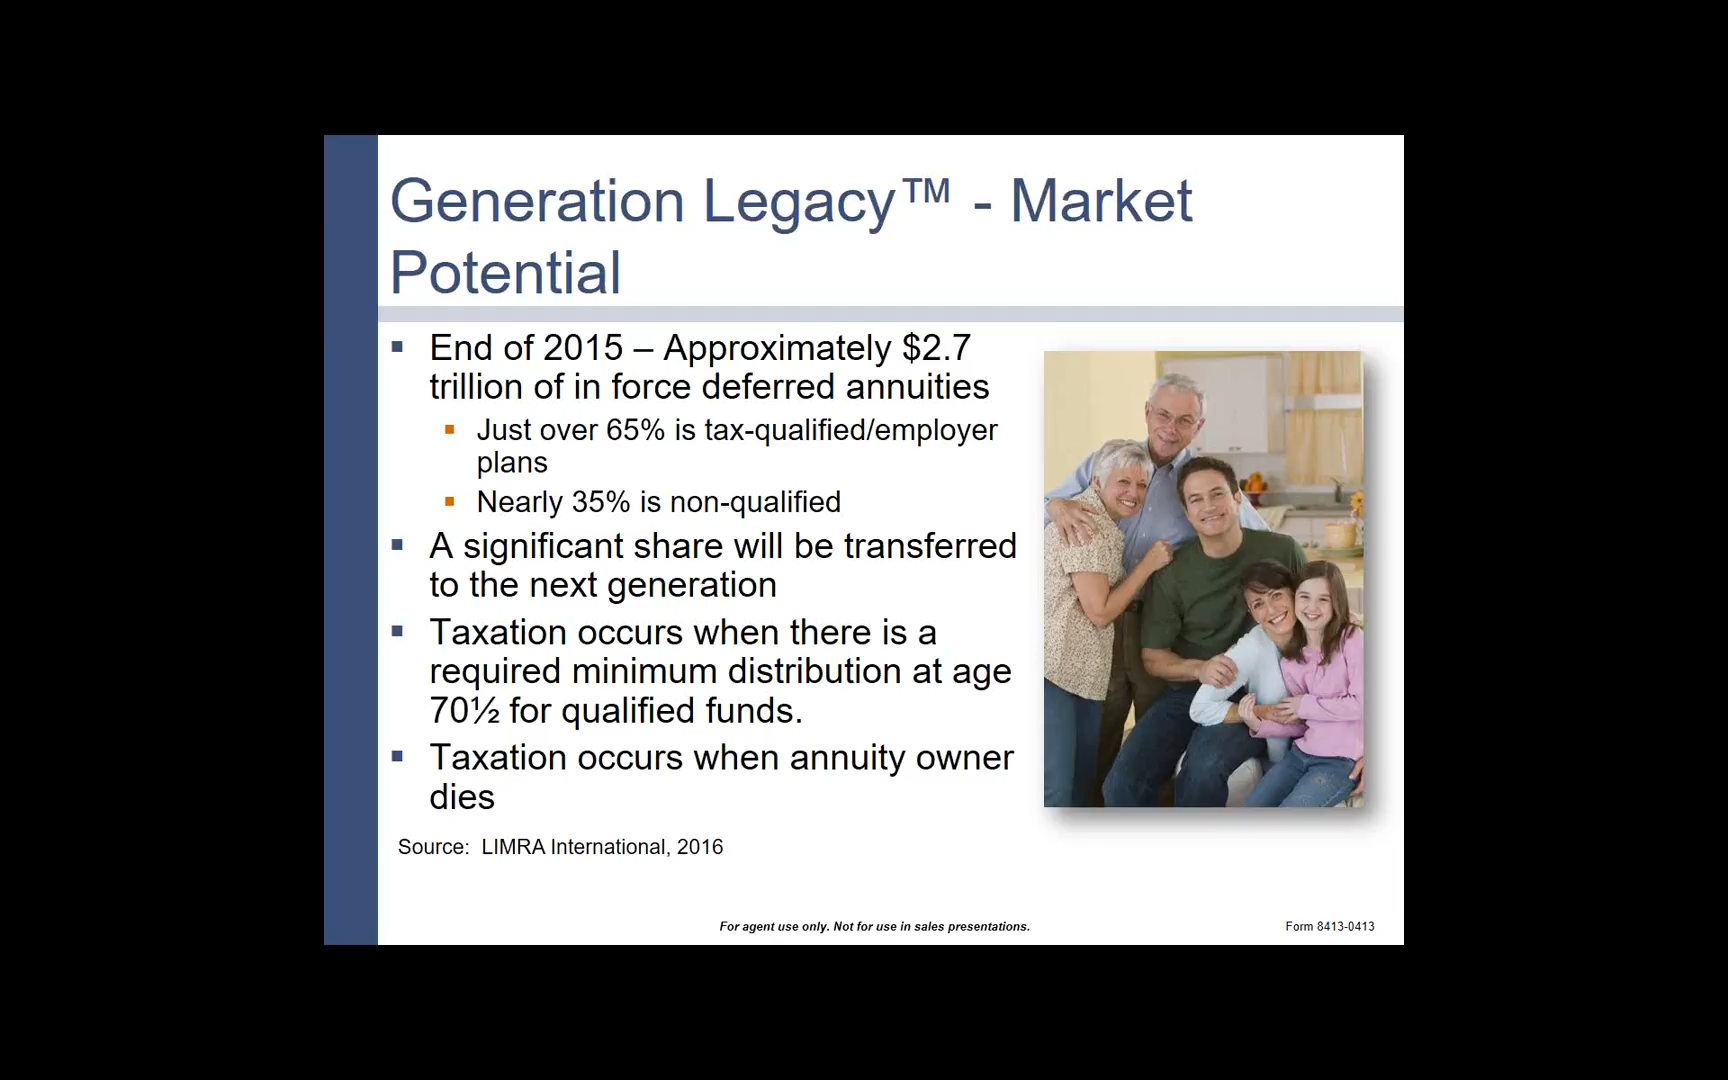 Generation Legacy™ - Market
Potential
▪ End of 2015 – Approximately $2.7
trillion of in force deferred annuities
▪ Just over 65% is tax-qualified/employer
plans
▪ Nearly 35% is non-qualified
▪ A significant share will be transferred
to the next generation
▪ Taxation occurs when there is a
required minimum distribution at age
70½ for qualified funds.
▪ Taxation occurs when annuity owner
dies
Source:  LIMRA International, 2016
For agent use only. Not for use in sales presentations.
Form 8413-0413